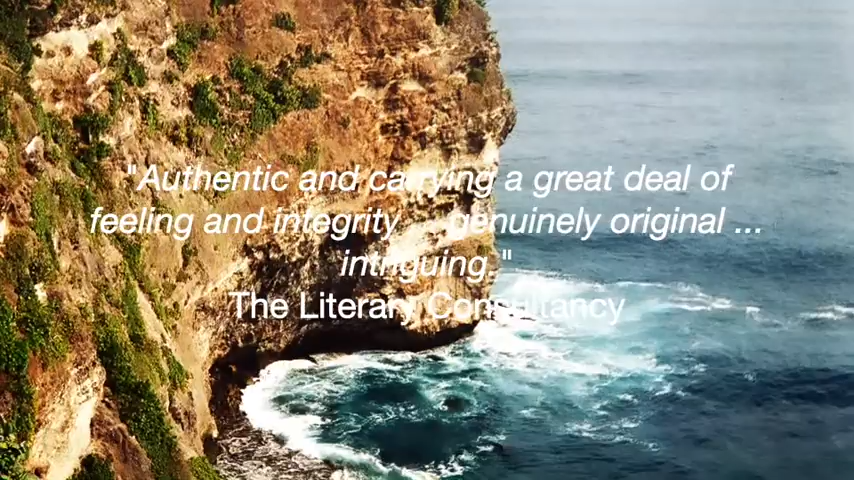 "Authentic and carrying a great deal of
feeling and integrity ... genuinely original ...
intriguing."
The Literary Consultancy